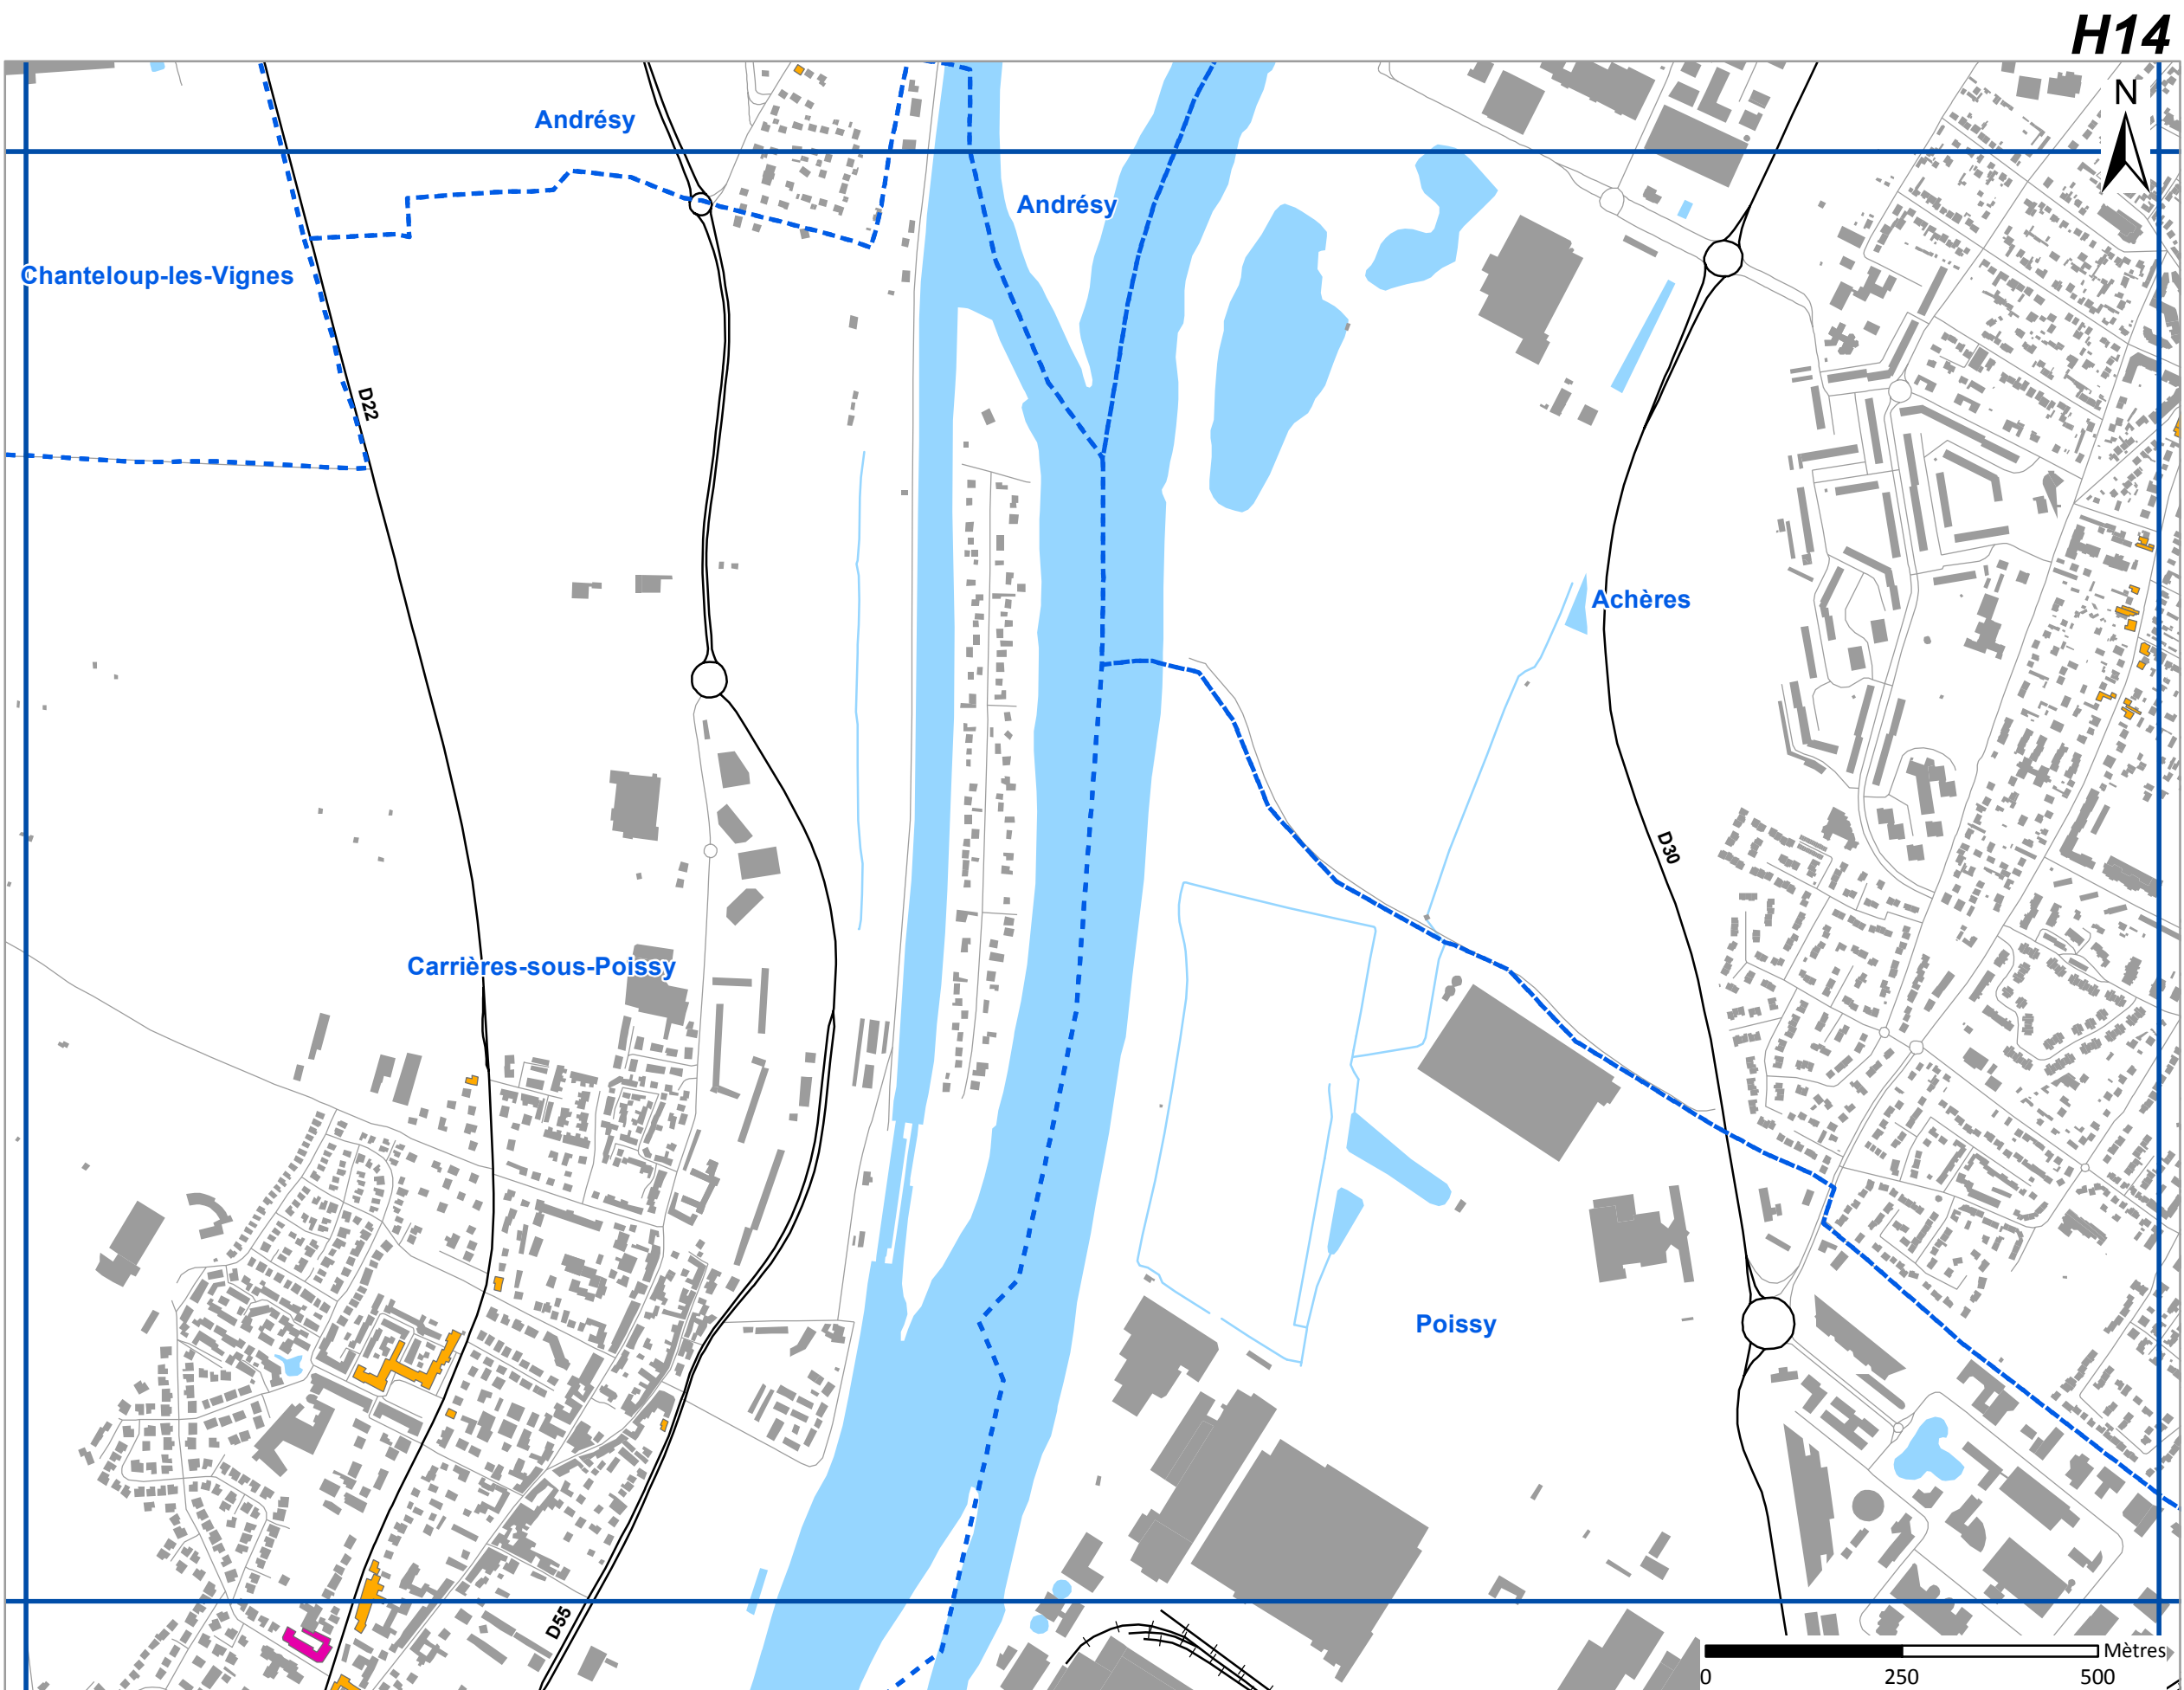 H14
N
Andrésy
Andrésy
Chanteloup-les-Vignes
D22
Achères
D30
Carrières-sous-Poissy
Poissy
D55
Mètres
0 250 500